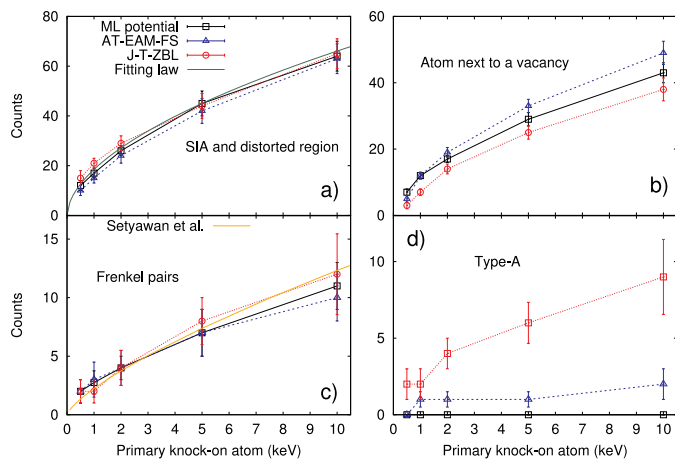 ML potential
AT-EAM-FS
J-T-ZBL
Fitting law
SIA and distorted region
a)
Counts
0
20
40
60
80
Atom next to a vacancy
b)
0
20
40
60
Setyawan et al.
Frenkel pairs
c)
Counts
0
5
10
15
0 1 2 3 4 5 6 7 8 9 10
Primary knock-on atom (keV)
d)
Type-A
0
5
10
0 1 2 3 4 5 6 7 8 9 10
Primary knock-on atom (keV)